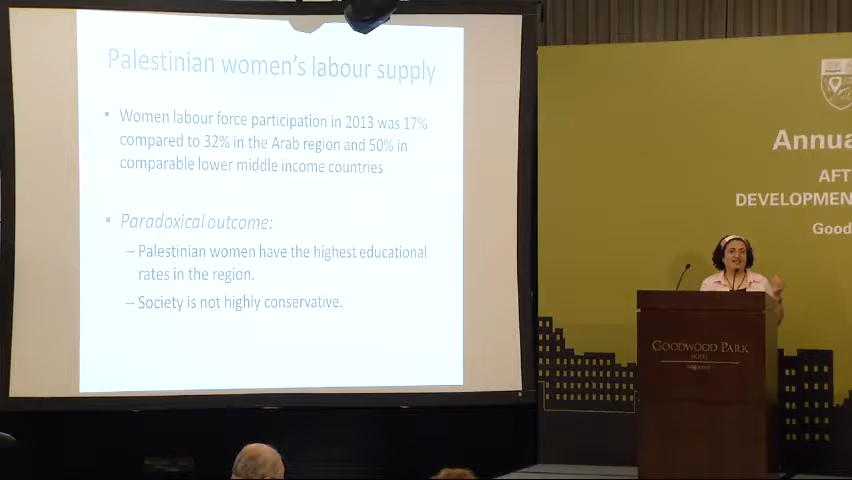 Palestinian women's labour supply
• Women labour force participation in 2013 was 17%
compared to 32% in the Arab region and 50% in
comparable lower middle income countries
• Paradoxical outcome:
– Palestinian women have the highest educational
rates in the region.
– Society is not highly conservative.
Annua
AFT
DEVELOPMEN
Good
GOODWOOD PARK
HOTEL